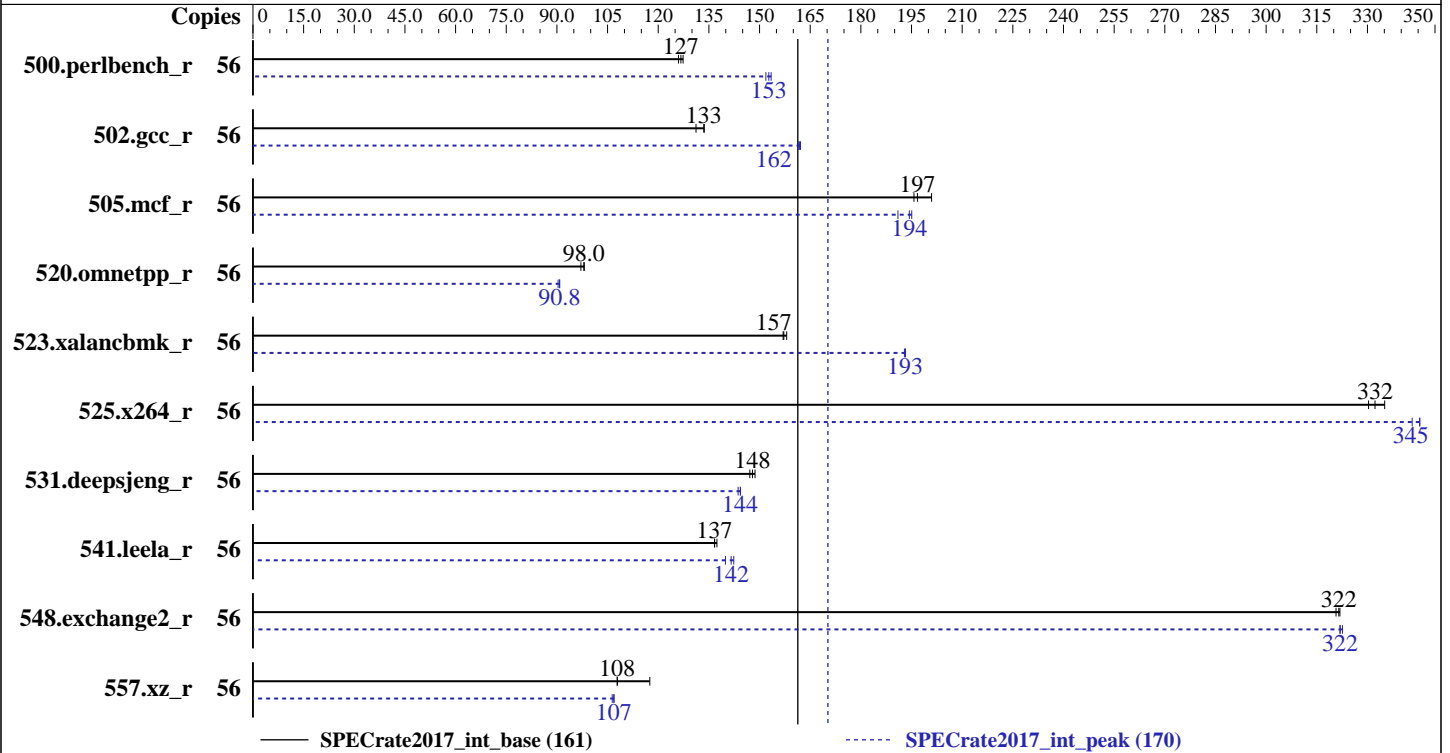 Copies 0 15.0 30.0 45.0 60.0 75.0 90.0 105 120 135 150 165 180 195 210 225 240 255 270 285 300 315 330 350
127
500.perlbench_r 56
153
133
502.gcc_r 56
162
197
505.mcf_r 56
194
98.0
520.omnetpp_r 56
90.8
157
523.xalancbmk_r 56
193
332
525.x264_r 56
345
148
531.deepsjeng_r 56
144
137
541.leela_r 56
142
322
548.exchange2_r 56
322
108
557.xz_r 56
107
SPECrate2017_int_base (161) SPECrate2017_int_peak (170)